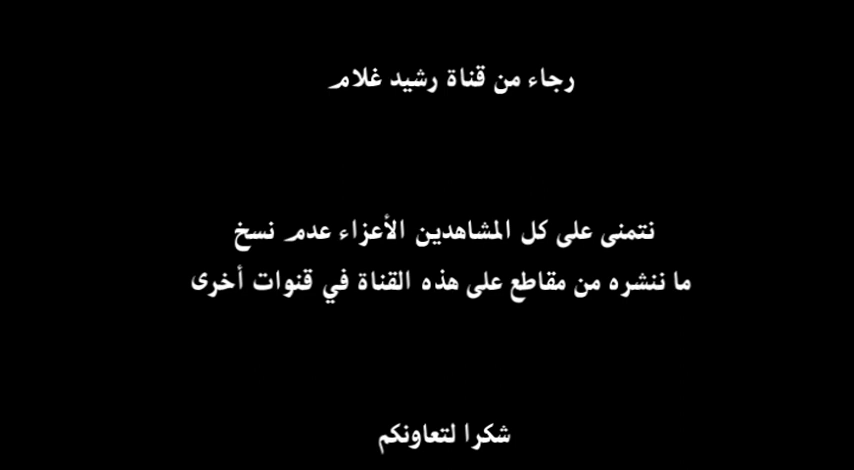 رجاء من قناة رشيد غلام
نتمنى على كل المشاهدين الأعزاء عدم نسخ
ما ننشره من مقاطع على هذه القناة في قنوات أخرى
شكرا لتعاونكم